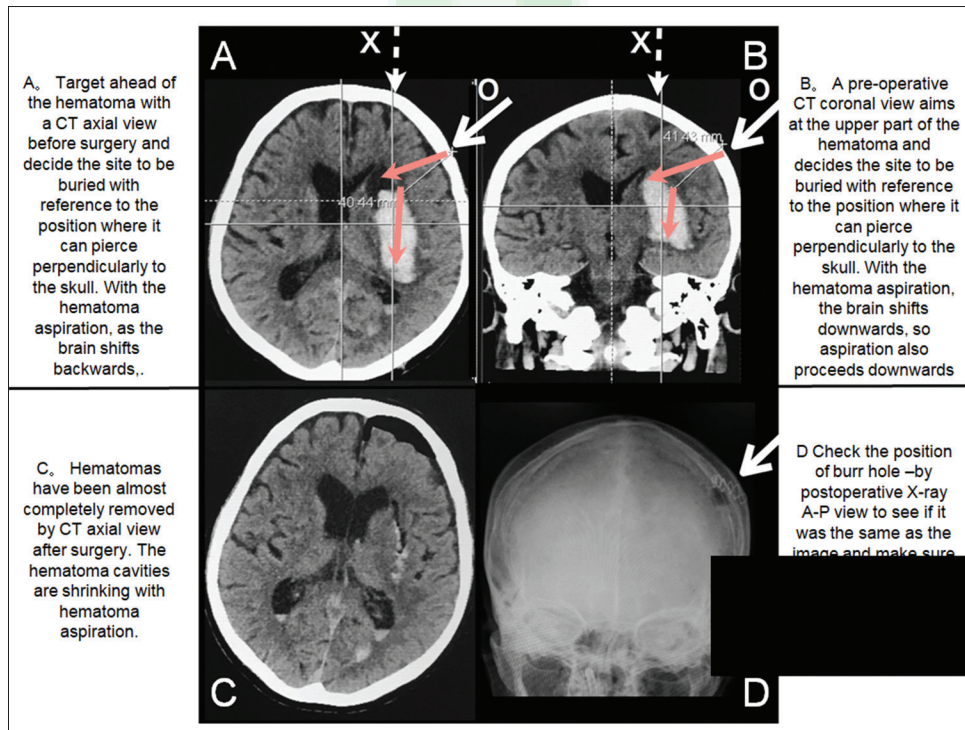 A。 Target ahead of
the hematoma with
a CT axial view
before surgery and
decide the site to be
buried with
reference to the
position where it
can pierce
perpendicularly to
the skull. With the
hematoma
aspiration, as the
brain shifts
backwards,.
A
X
O
40.44 mm
X
B
O
41.43 mm
B。 A pre-operative
CT coronal view aims
at the upper part of the
hematoma and
decides the site to be
buried with reference
to the position where it
can pierce
perpendicularly to the
skull. With the
hematoma aspiration,
the brain shifts
downwards, so
aspiration also
proceeds downwards
C。 Hematomas
have been almost
completely removed
by CT axial view
after surgery. The
hematoma cavities
are shrinking with
hematoma
aspiration.
C
D
D Check the position
of burr hole –by
postoperative X-ray
A-P view to see if it
was the same as the
image and make sure